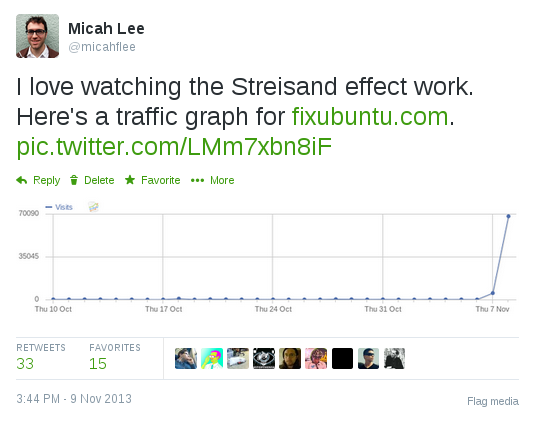 Micah Lee
@micahflee
I love watching the Streisand effect work.
Here's a traffic graph for fixubuntu.com.
pic.twitter.com/LMm7xbn8iF
Reply Delete Favorite More
Visits
70090
35045
0
Thu 10 Oct Thu 17 Oct Thu 24 Oct Thu 31 Oct Thu 7 Nov
RETWEETS FAVORITES
33 15
3:44 PM - 9 Nov 2013 Flag media